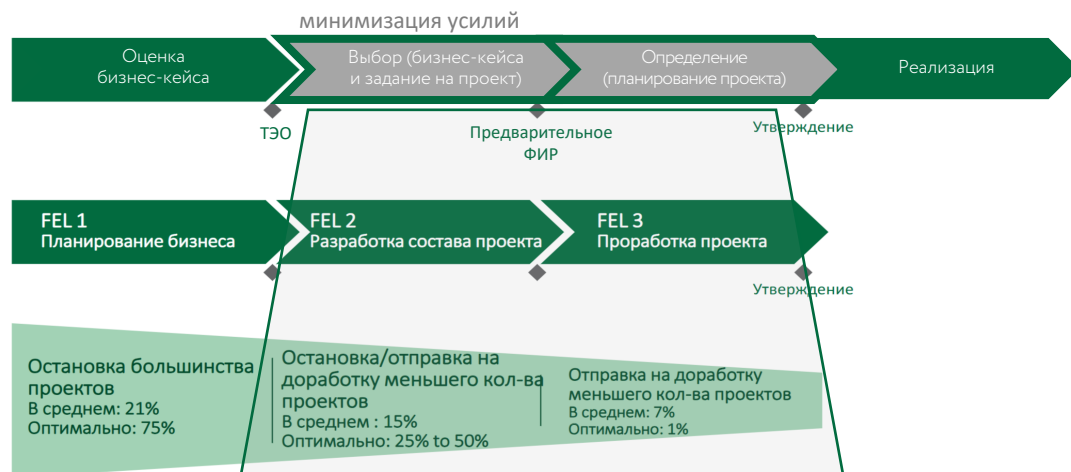 минимизация усилий
Оценка
бизнес-кейса
Выбор (бизнес-кейса
и задание на проект)
Определение
(планирование проекта)
Реализация
ТЭО
Предварительное
ФИР
Утверждение
FEL 1
Планирование бизнеса
FEL 2
Разработка состава проекта
FEL 3
Проработка проекта
Утверждение
Остановка большинства
проектов
В среднем: 21%
Оптимально: 75%
Остановка/отправка на
доработку меньшего кол-ва
проектов
В среднем : 15%
Оптимально: 25% to 50%
Отправка на доработку
меньшего кол-ва проектов
В среднем: 7%
Оптимально: 1%